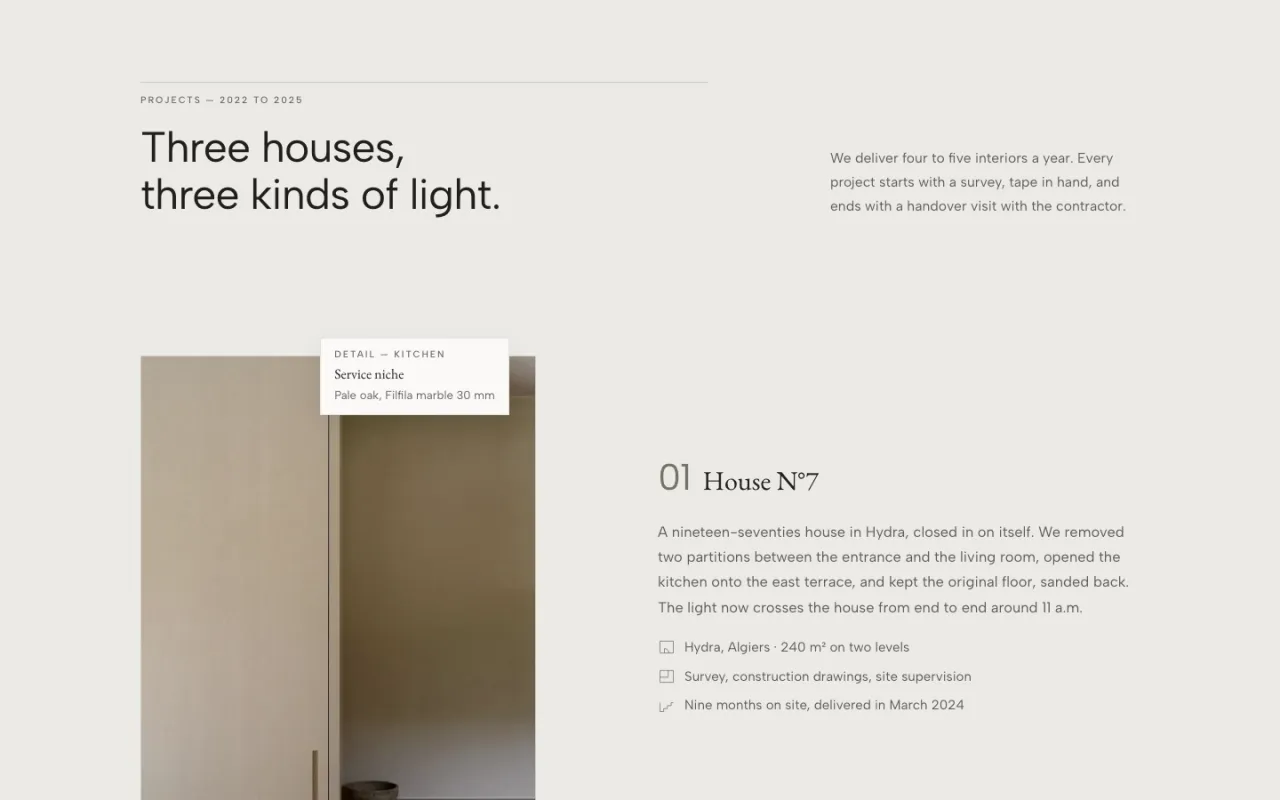 PROJECTS — 2022 TO 2025
Three houses,
three kinds of light.
We deliver four to five interiors a year. Every
project starts with a survey, tape in hand, and
ends with a handover visit with the contractor.
DETAIL — KITCHEN
Service niche
Pale oak, Filfila marble 30 mm
01 House N°7
A nineteen-seventies house in Hydra, closed in on itself. We removed
two partitions between the entrance and the living room, opened the
kitchen onto the east terrace, and kept the original floor, sanded back.
The light now crosses the house from end to end around 11 a.m.
Hydra, Algiers · 240 m² on two levels
Survey, construction drawings, site supervision
Nine months on site, delivered in March 2024